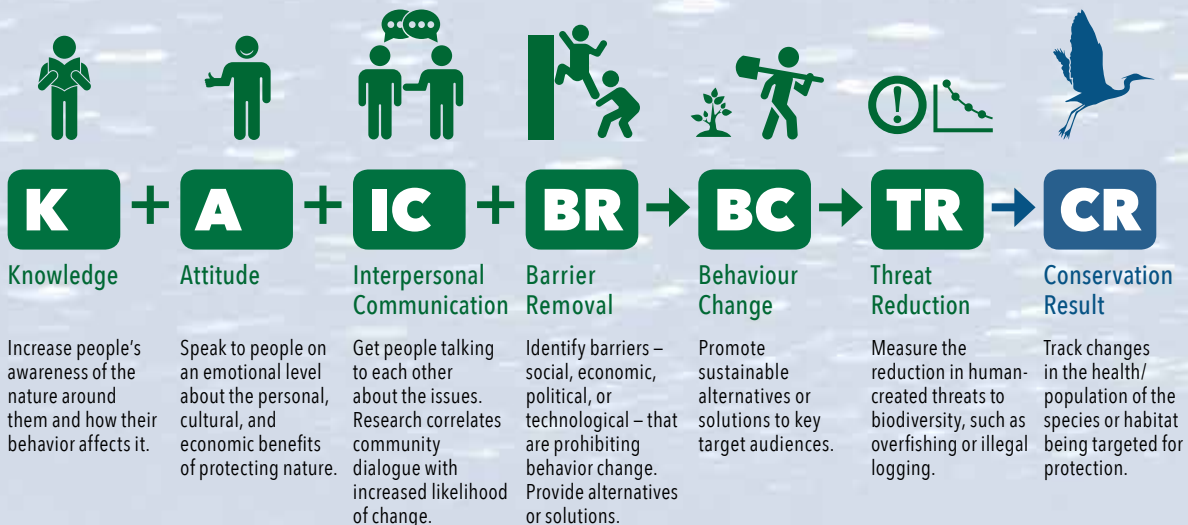 K + A + IC + BR → BC → TR → CR
Knowledge
Attitude
Interpersonal
Communication
Barrier
Removal
Behaviour
Change
Threat
Reduction
Conservation
Result
Increase people's
awareness of the
nature around
them and how their
behavior affects it.
Speak to people on
an emotional level
about the personal,
cultural, and
economic benefits
of protecting nature.
Get people talking
to each other
about the issues.
Research correlates
community
dialogue with
increased likelihood
of change.
Identify barriers –
social, economic,
political, or
technological – that
are prohibiting
behavior change.
Provide alternatives
or solutions.
Promote
sustainable
alternatives or
solutions to key
target audiences.
Measure the
reduction in human-
created threats to
biodiversity, such as
overfishing or illegal
logging.
Track changes
in the health/
population of the
species or habitat
being targeted for
protection.